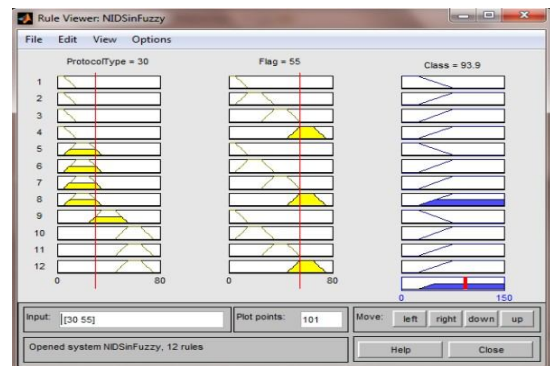 Rule Viewer: NIDSinFuzzy
File Edit View Options
ProtocolType = 30 Flag = 55 Class = 93.9
1
2
3
4
5
6
7
8
9
10
11
12
0 80 0 80
0 150
Input: [30 55] Plot points: 101 Move: left right down up
Opened system NIDSinFuzzy, 12 rules Help Close